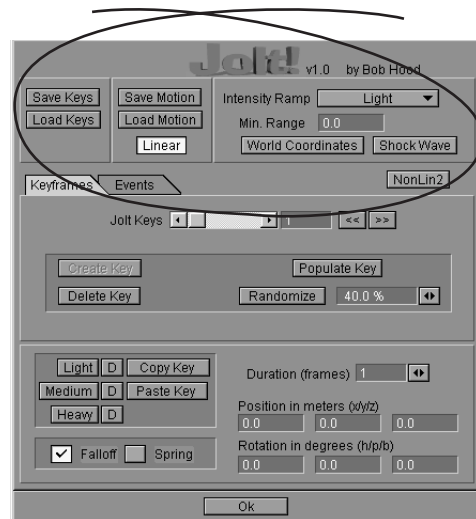 Jolt! v1.0 by Bob Hood
Save Keys Save Motion Intensity Ramp Light
Load Keys Load Motion Min. Range 0.0
Linear World Coordinates Shock Wave
Keyframes Events NonLin2
Jolt Keys 1 << >>
Create Key Populate Key
Delete Key Randomize 40.0 %
Light D Copy Key Duration (frames) 1
Medium D Paste Key
Heavy D
Position in meters (x/y/z)
0.0 0.0 0.0
Falloff Spring
Rotation in degrees (h/p/b)
0.0 0.0 0.0
Ok